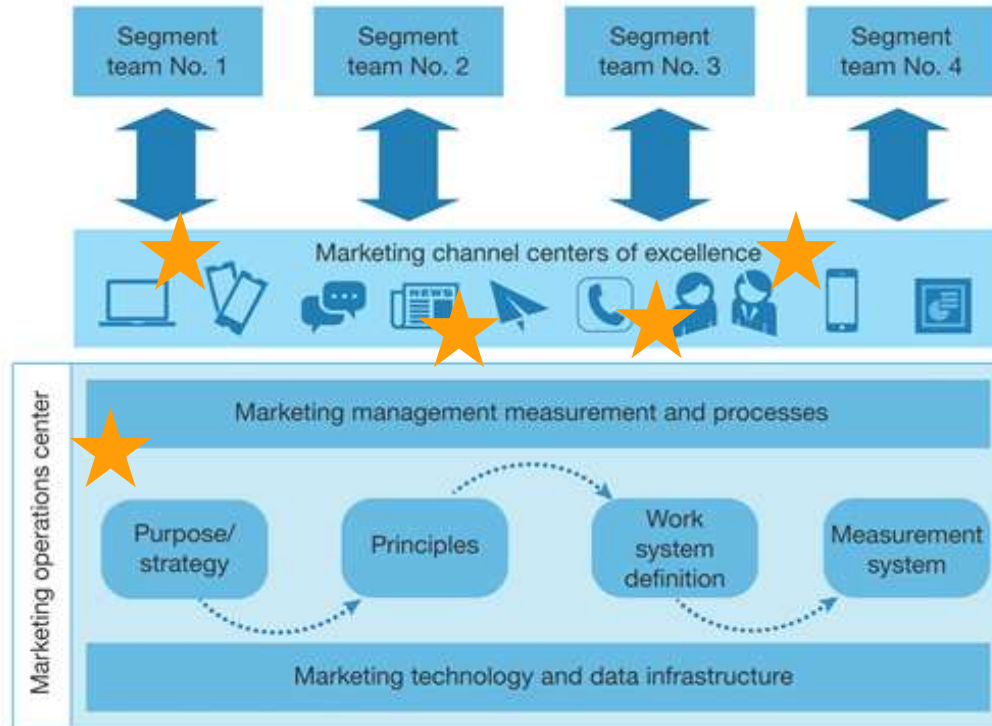 Segment
team No. 1
Segment
team No. 2
Segment
team No. 3
Segment
team No. 4
Marketing channel centers of excellence
NEWS
Marketing operations center
Marketing management measurement and processes
Purpose/
strategy
Principles
Work
system
definition
Measurement
system
Marketing technology and data infrastructure